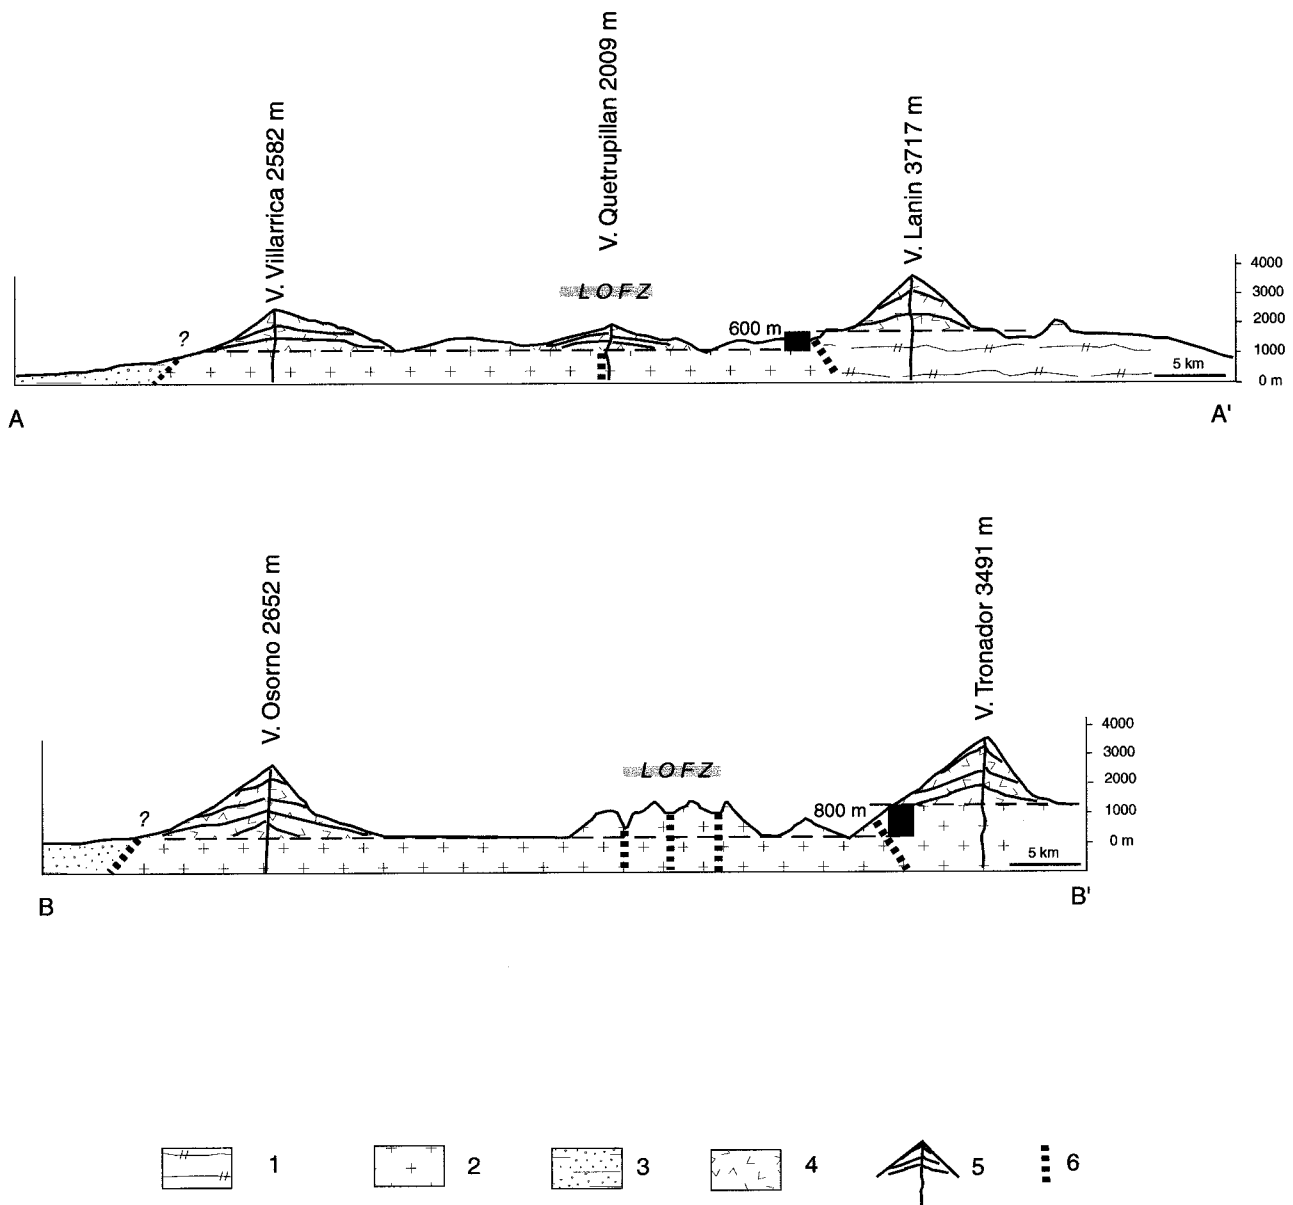 V. Villarrica 2582 m
V. Quetrupillan 2009 m
V. Lanin 3717 m
LOFZ
?
600 m
4000
3000
2000
1000
0 m
5 km
A
A'
V. Osorno 2652 m
V. Tronador 3491 m
LOFZ
?
800 m
4000
3000
2000
1000
0 m
5 km
B
B'
1
2
3
4
5
6